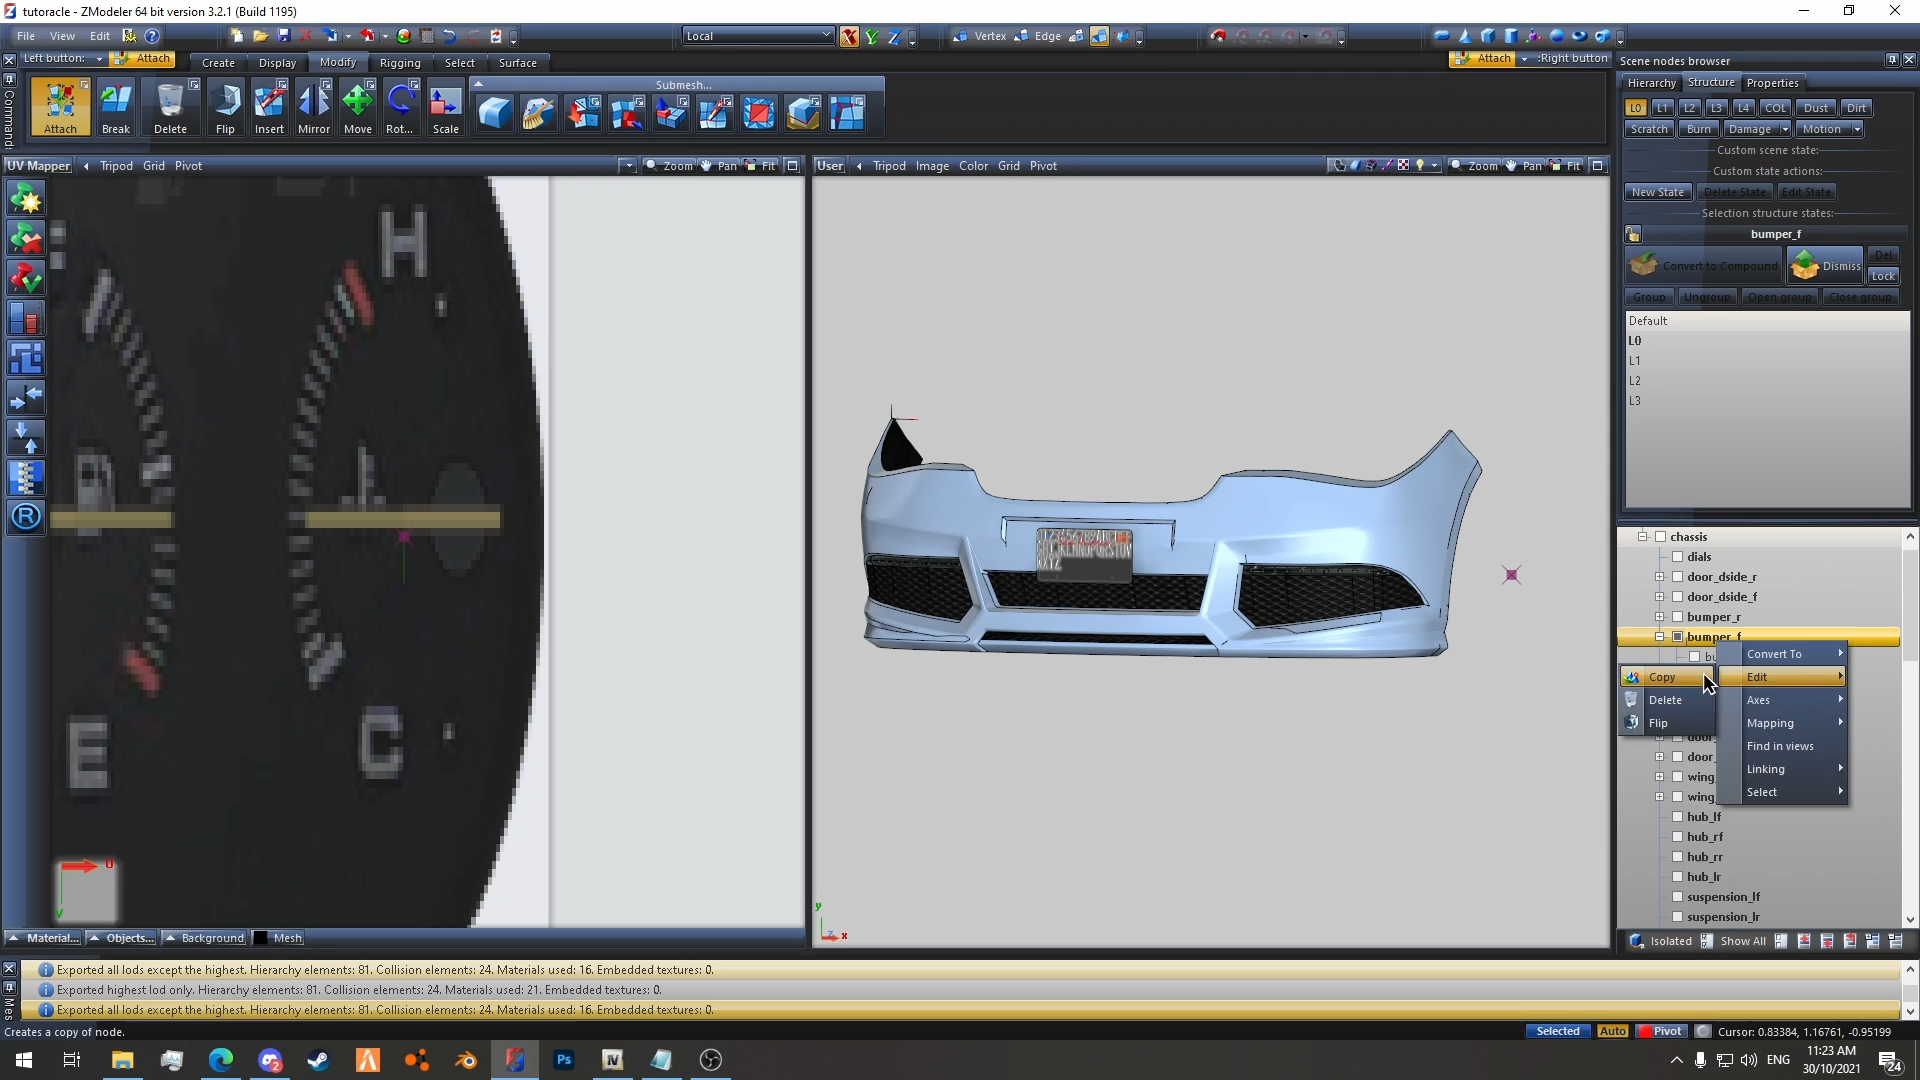 tutoracle - ZModeler 64 bit version 3.2.1 (Build 1195)
File View Edit
Local
Vertex Edge
Left button: Attach
Create Display Modify Rigging Select Surface
Attach :Right button
Scene nodes browser
Commands
Attach Break Delete Flip Insert Mirror Move Rot... Scale
Submesh...
Hierarchy Structure Properties
L0 L1 L2 L3 L4 COL Dust Dirt
Scratch Burn Damage Motion
Custom scene state:
Custom state actions:
New State Delete State Edit State
Selection structure states:
bumper_f
Convert to Compound Dismiss Del
Lock
Group Ungroup Open group Close group
Default
L0
L1
L2
L3
UV Mapper Tripod Grid Pivot Zoom Pan Fit
User Tripod Image Color Grid Pivot Zoom Pan Fit
H
E
C
U
V
y
z x
chassis
dials
door_dside_r
door_dside_f
bumper_r
bumper_f
bu
Convert To
Edit
Axes
Mapping
Find in views
Linking
Select
Copy
Delete
Flip
door_
door_
wing_
wing_
hub_lf
hub_rf
hub_rr
hub_lr
suspension_lf
suspension_lr
Material... Objects... Background Mesh
Isolated Show All
Exported all lods except the highest. Hierarchy elements: 81. Collision elements: 24. Materials used: 16. Embedded textures: 0.
Exported highest lod only. Hierarchy elements: 81. Collision elements: 24. Materials used: 21. Embedded textures: 0.
Exported all lods except the highest. Hierarchy elements: 81. Collision elements: 24. Materials used: 16. Embedded textures: 0.
Mes
Creates a copy of node.
Selected Auto Pivot Cursor: 0.83384, 1.16761, -0.95199
Ps
IV
ENG
11:23 AM
30/10/2021
24